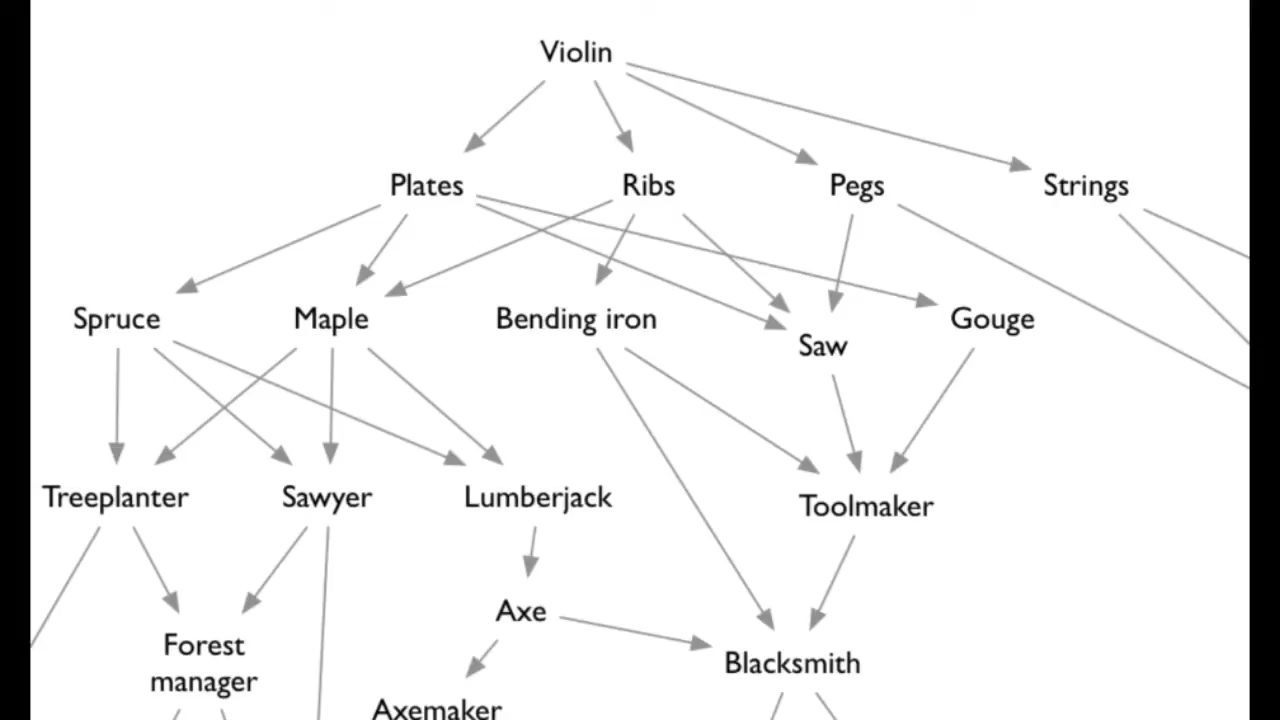 Violin
Plates
Ribs
Pegs
Strings
Spruce
Maple
Bending iron
Saw
Gouge
Treeplanter
Sawyer
Lumberjack
Toolmaker
Axe
Forest
manager
Blacksmith
Axemaker